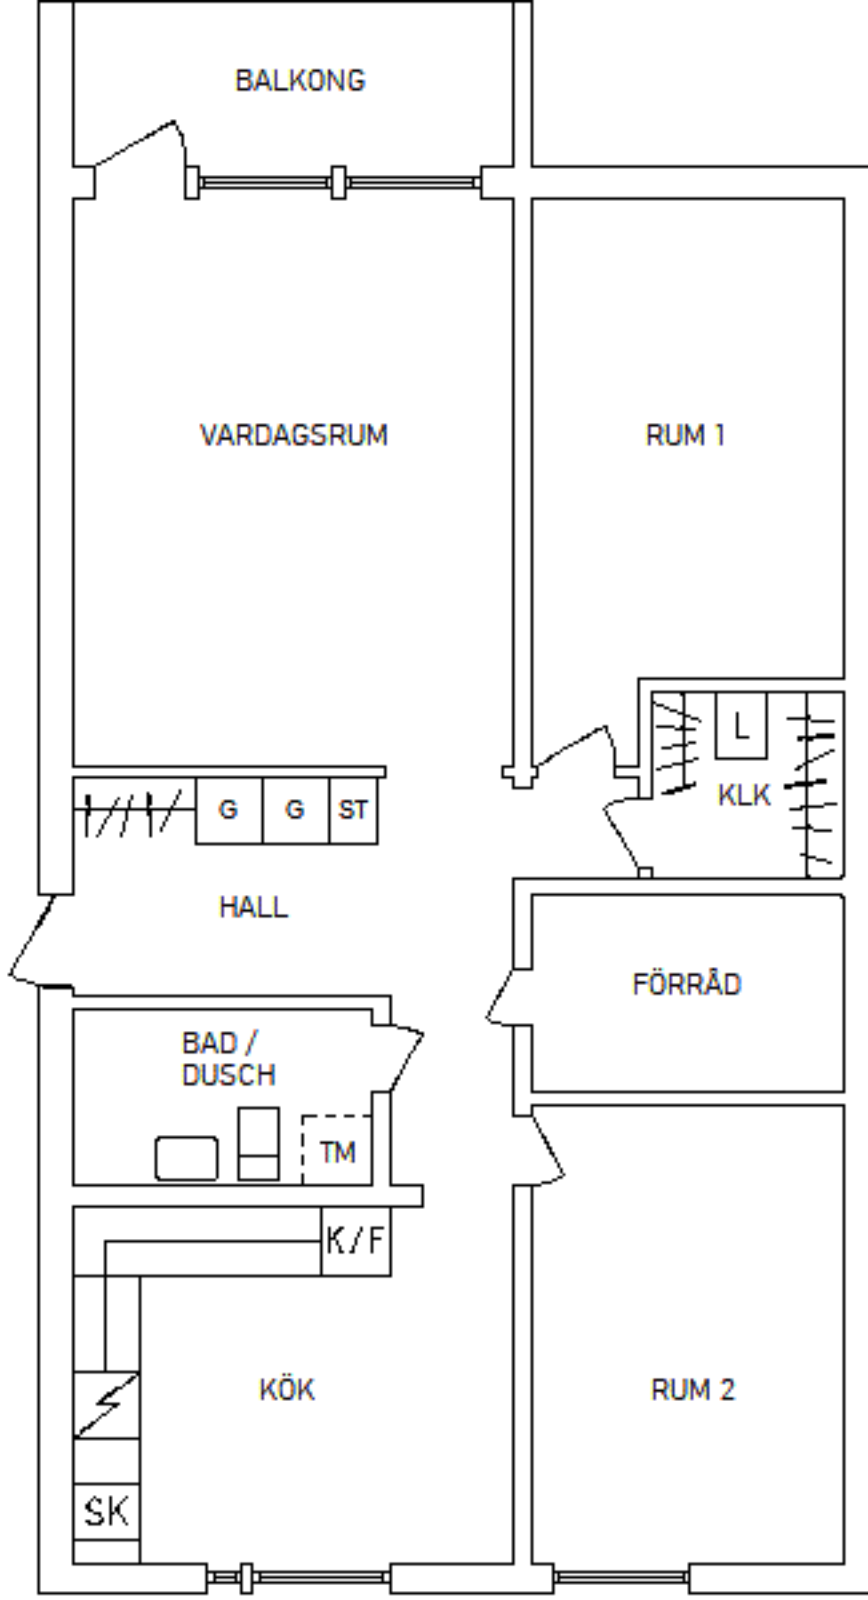 BALKONG
VARDAGSRUM
RUM 1
L
KLK
G
G
ST
HALL
FÖRRÅD
BAD /
DUSCH
TM
K/F
KÖK
RUM 2
SK